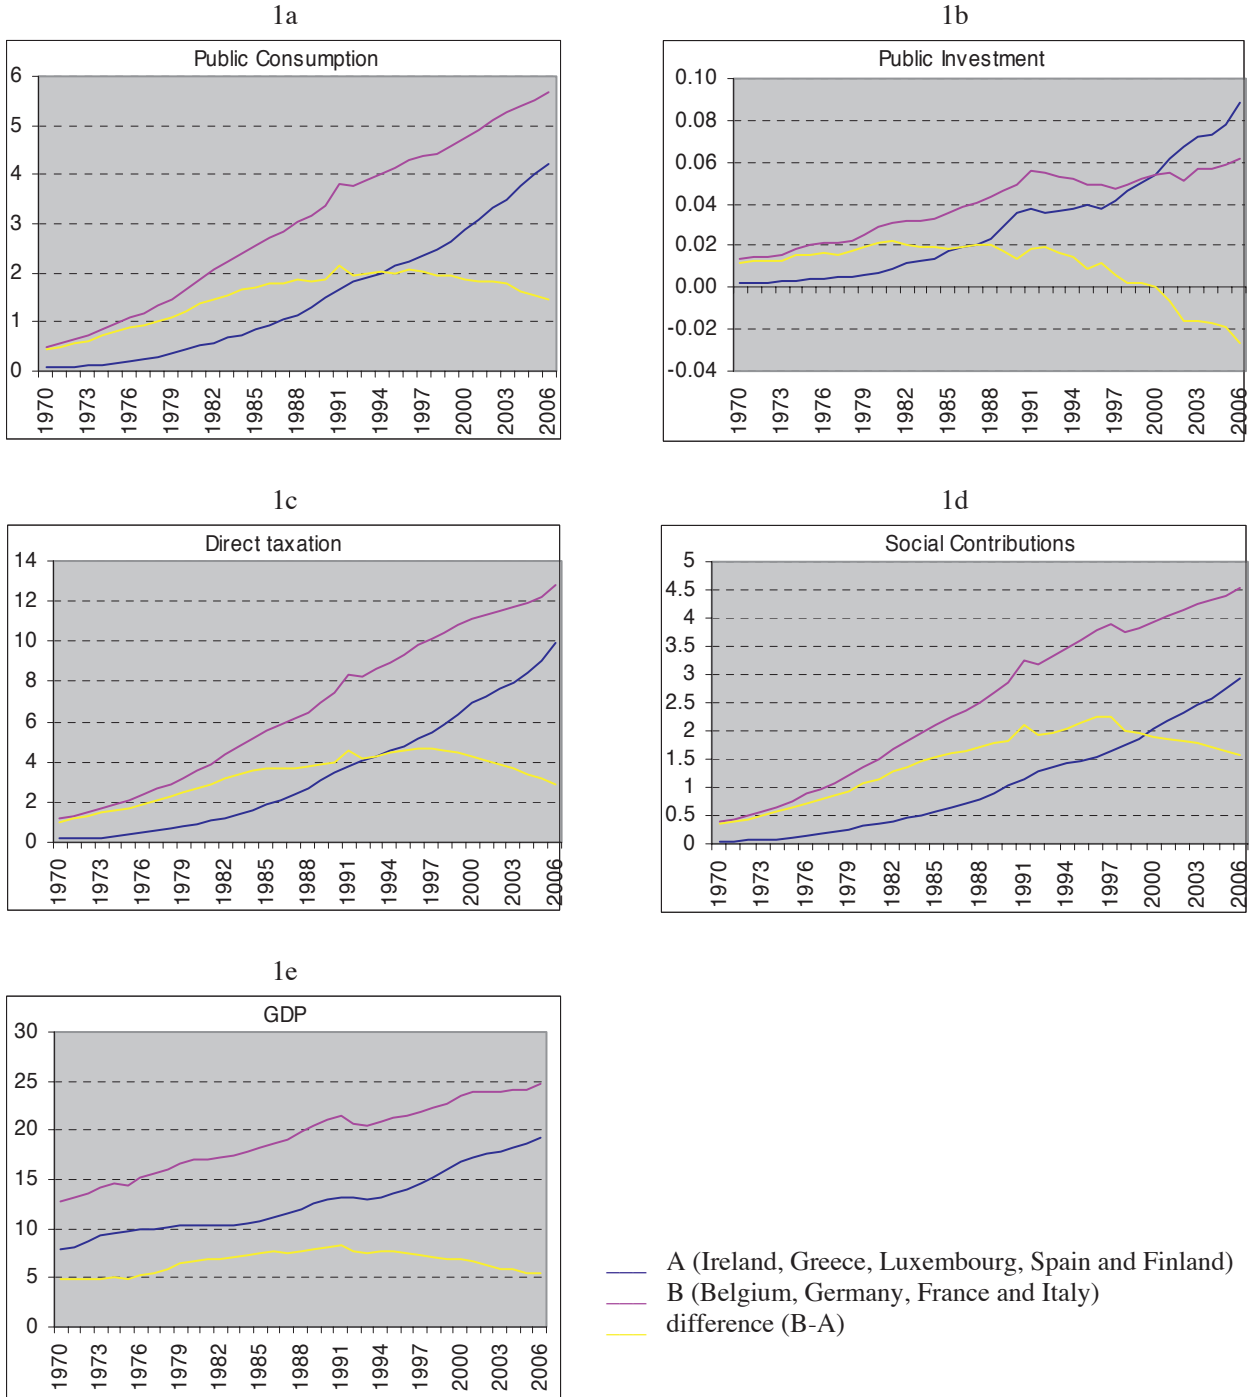 1a
Public Consumption
6
5
4
3
2
1
0
1970 1973 1976 1979 1982 1985 1988 1991 1994 1997 2000 2003 2006
1b
Public Investment
0.10
0.08
0.06
0.04
0.02
0.00
-0.02
-0.04
1970 1973 1976 1979 1982 1985 1988 1991 1994 1997 2000 2003 2006
1c
Direct taxation
14
12
10
8
6
4
2
0
1970 1973 1976 1979 1982 1985 1988 1991 1994 1997 2000 2003 2006
1d
Social Contributions
5
4.5
4
3.5
3
2.5
2
1.5
1
0.5
0
1970 1973 1976 1979 1982 1985 1988 1991 1994 1997 2000 2003 2006
1e
GDP
30
25
20
15
10
5
0
1970 1973 1976 1979 1982 1985 1988 1991 1994 1997 2000 2003 2006
A (Ireland, Greece, Luxembourg, Spain and Finland)
B (Belgium, Germany, France and Italy)
difference (B-A)